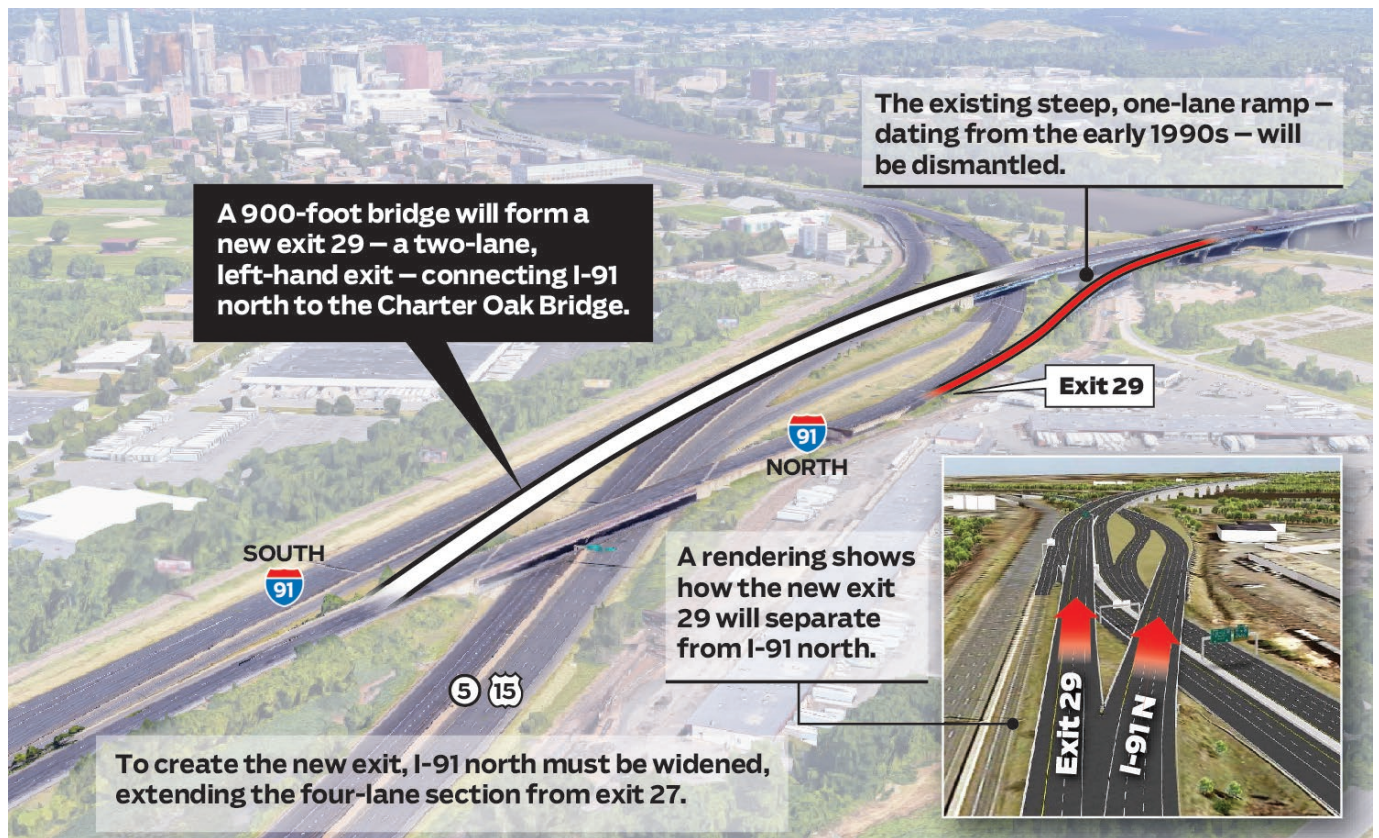 The existing steep, one-lane ramp –
dating from the early 1990s – will
be dismantled.
A 900-foot bridge will form a
new exit 29 – a two-lane,
left-hand exit – connecting I-91
north to the Charter Oak Bridge.
Exit 29
91
NORTH
SOUTH
91
A rendering shows
how the new exit
29 will separate
from I-91 north.
5 15
Exit 29
I-91 N
To create the new exit, I-91 north must be widened,
extending the four-lane section from exit 27.